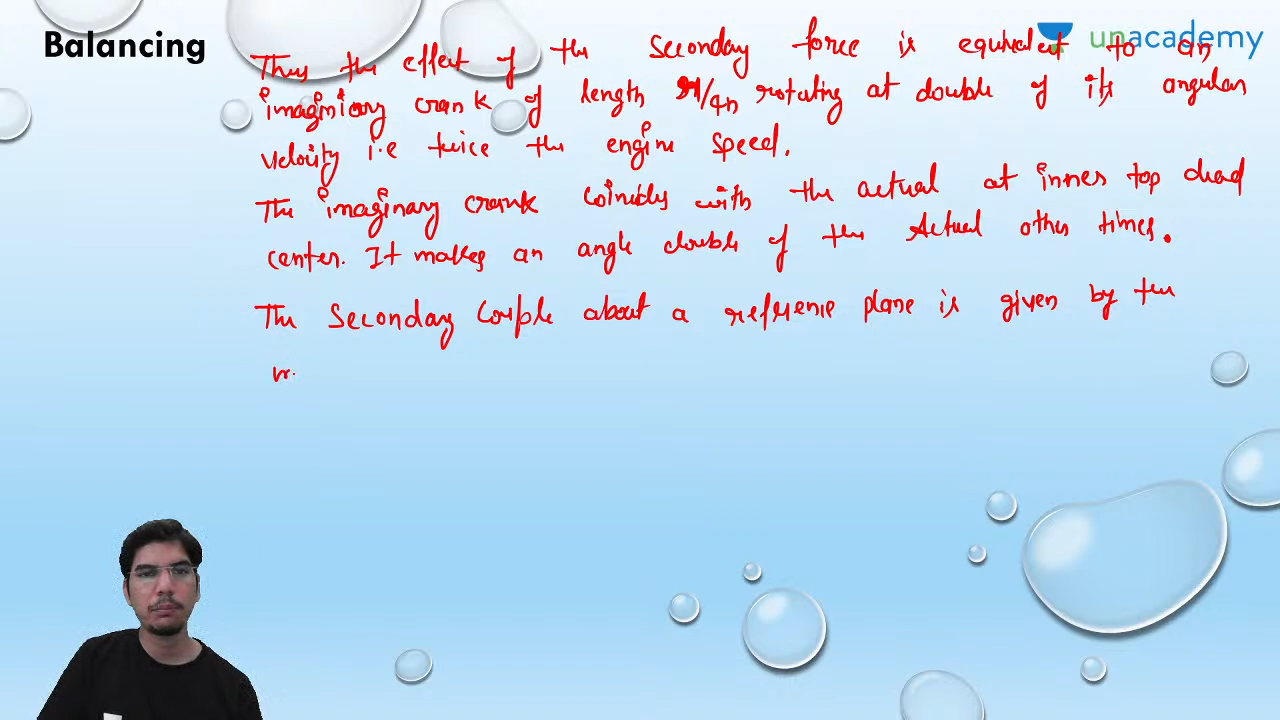 Balancing
unacademy
Thus the effect of the Seconday force is equivalent to an
imaginary crank of length r/4n rotating at double of its angular
velocity i.e twice the engine speed.
The imaginary crank coincides with the actual at inner top dead
center. It makes an angle double of the Actual other times.
The Seconday Couple about a reference plane is given by the